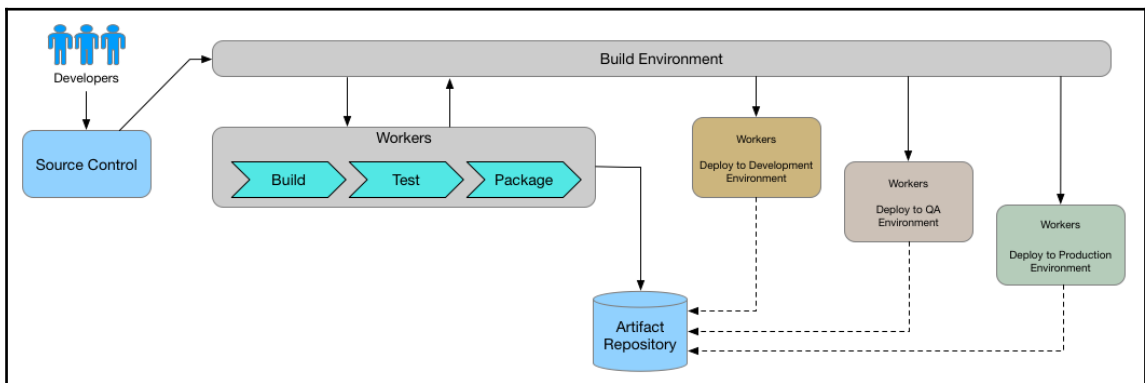 Developers
Source Control
Build Environment
Workers
Build
Test
Package
Workers
Deploy to Development
Environment
Workers
Deploy to QA
Environment
Workers
Deploy to Production
Environment
Artifact
Repository